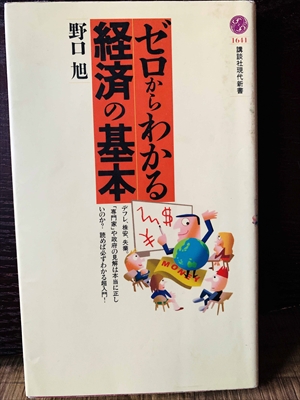 1641
講談社現代新書
ゼロからわかる
経済の基本
野口 旭
デフレ、株安、失業。
「専門家」や政府の見解は本当に正し
いのか? 読めば必ずわかる超入門!
$
¥
MONEY